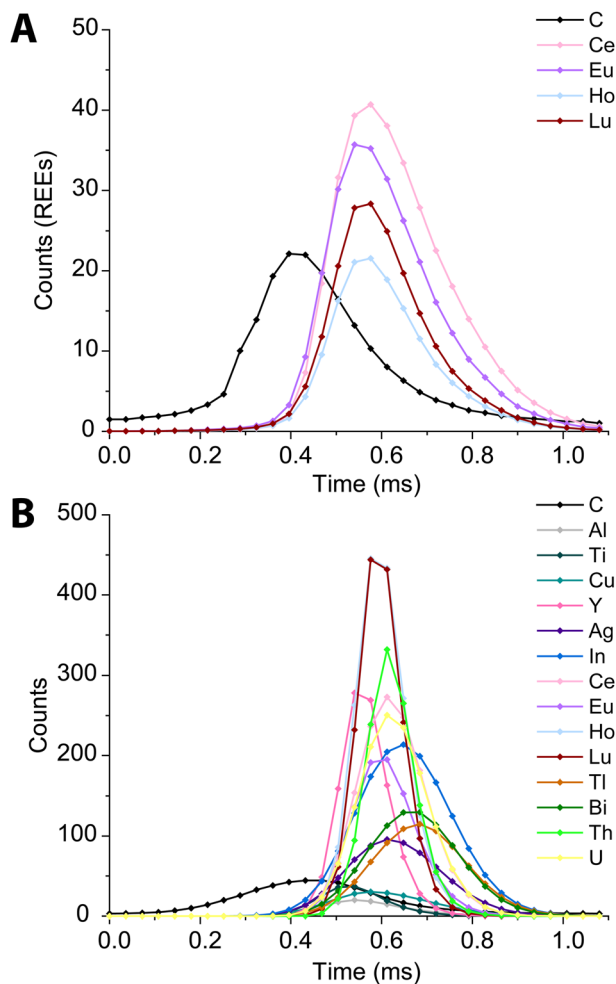 A
50
40
30
20
10
0
Counts (REEs)
0.0 0.2 0.4 0.6 0.8 1.0
Time (ms)
C
Ce
Eu
Ho
Lu
B
500
400
300
200
100
0
Counts
0.0 0.2 0.4 0.6 0.8 1.0
Time (ms)
C
Al
Ti
Cu
Y
Ag
In
Ce
Eu
Ho
Lu
Tl
Bi
Th
U